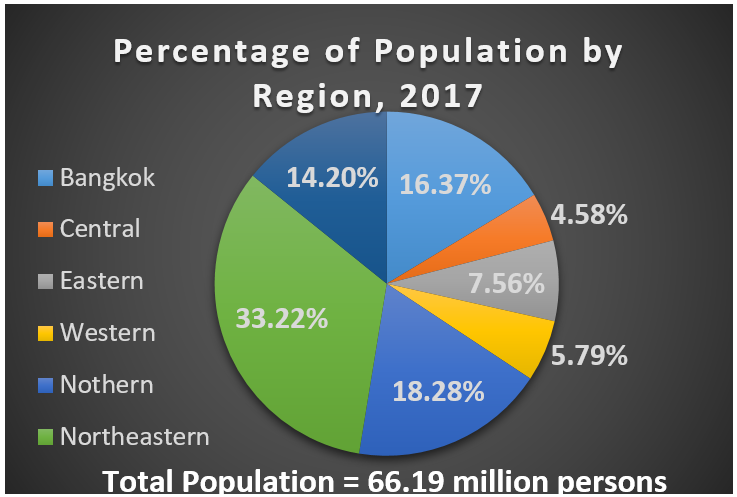 Percentage of Population by
Region, 2017
Bangkok
Central
Eastern
Western
Nothern
Northeastern
14.20%
16.37%
4.58%
7.56%
33.22%
5.79%
18.28%
Total Population = 66.19 million persons